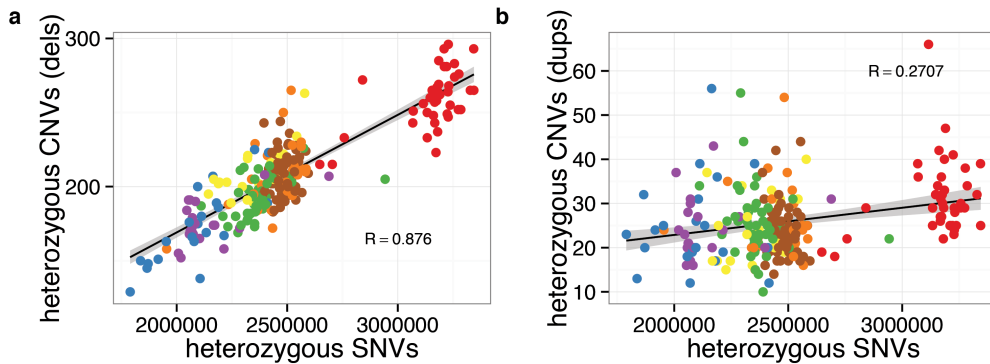 a
heterozygous CNVs (dels)
300
200
R = 0.876
2000000 2500000 3000000
heterozygous SNVs
b
heterozygous CNVs (dups)
60
50
40
30
20
10
R = 0.2707
2000000 2500000 3000000
heterozygous SNVs